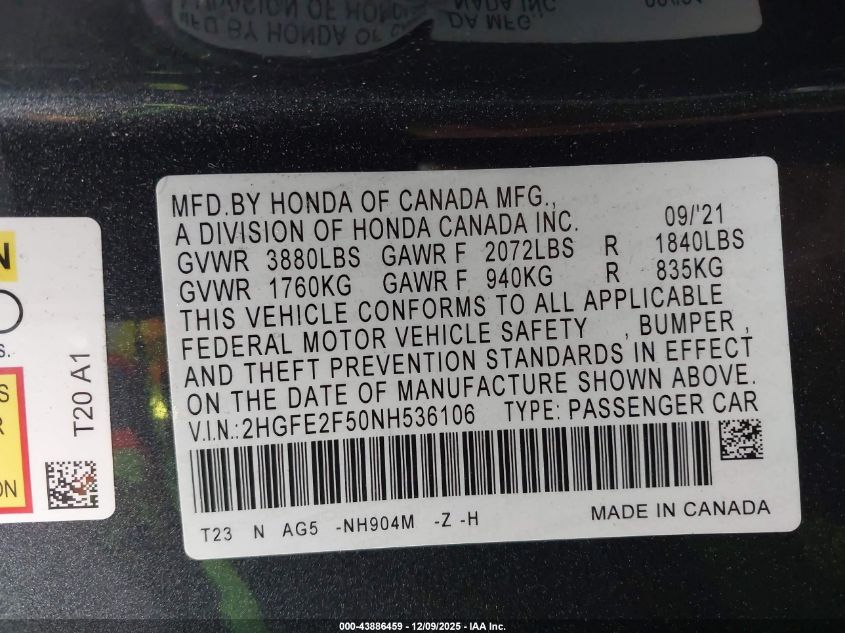 MFD.BY HONDA OF CANADA MFG.,
A DIVISION OF HONDA CANADA INC. 09/'21
GVWR 3880LBS GAWR F 2072LBS R 1840LBS
GVWR 1760KG GAWR F 940KG R 835KG
THIS VEHICLE CONFORMS TO ALL APPLICABLE
FEDERAL MOTOR VEHICLE SAFETY , BUMPER ,
AND THEFT PREVENTION STANDARDS IN EFFECT
ON THE DATE OF MANUFACTURE SHOWN ABOVE.
V.I.N.:2HGFE2F50NH536106 TYPE: PASSENGER CAR
T23 N AG5 -NH904M -Z -H MADE IN CANADA
T20 A1
000-43886459 - 12/09/2025 - IAA Inc.